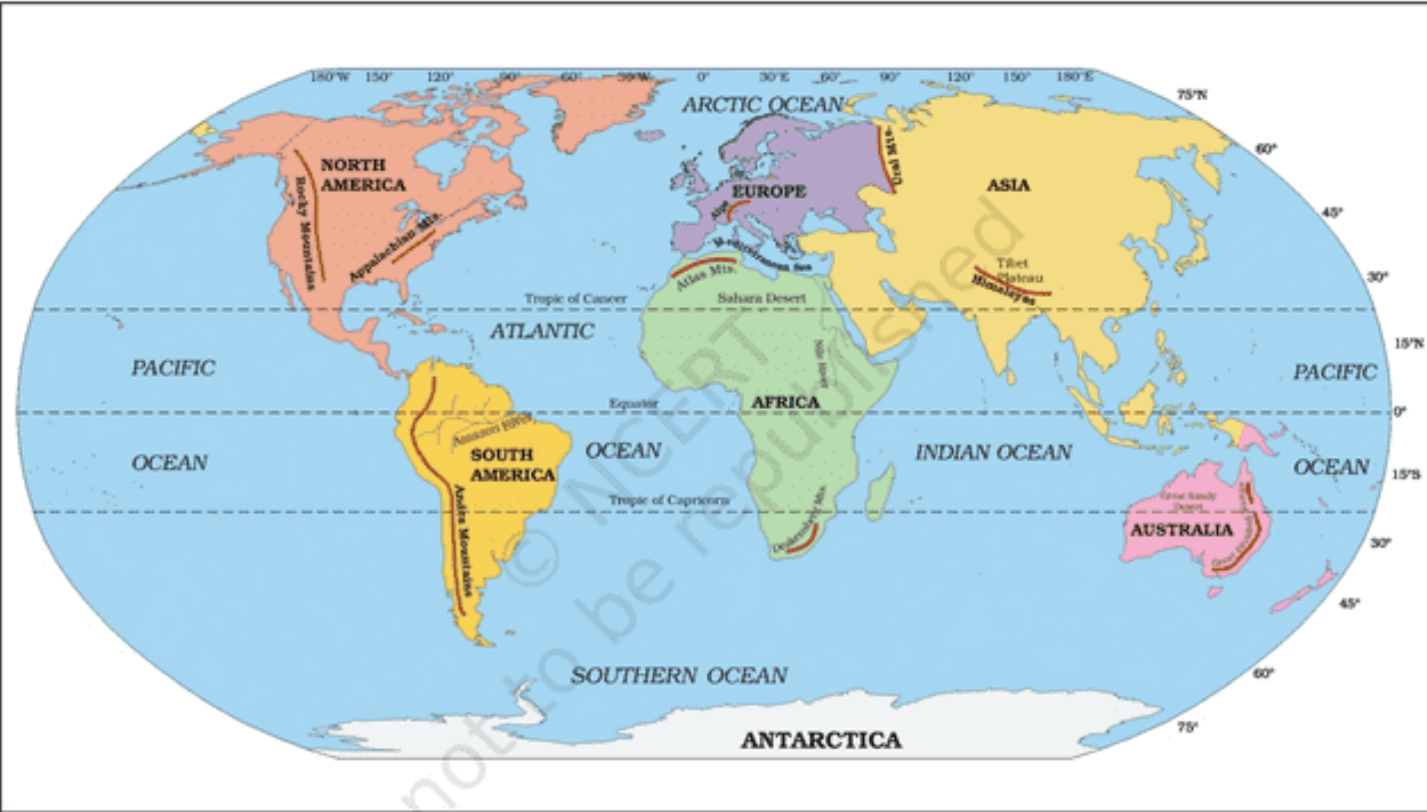 180°W 150° 120° 90° 60° 30°W 0° 30°E 60° 90° 120° 150° 180°E
75°N
ARCTIC OCEAN
60°
NORTH
AMERICA
Rocky Mountains
Appalachian Mts.
EUROPE
Alps
Ural Mts.
ASIA
45°
Mediterranean Sea
Atlas Mts.
Tibet
Plateau
Himalayas
30°
Tropic of Cancer
Sahara Desert
ATLANTIC
15°N
Nile River
PACIFIC
PACIFIC
Equator
AFRICA
0°
Amazon River
SOUTH
AMERICA
OCEAN
OCEAN
INDIAN OCEAN
OCEAN
15°S
Andes Mountains
Tropic of Capricorn
Drakensberg Mts.
Great Sandy
Desert
AUSTRALIA
Great Dividing Range
30°
45°
SOUTHERN OCEAN
60°
75°
ANTARCTICA
© NCERT
not to be republished